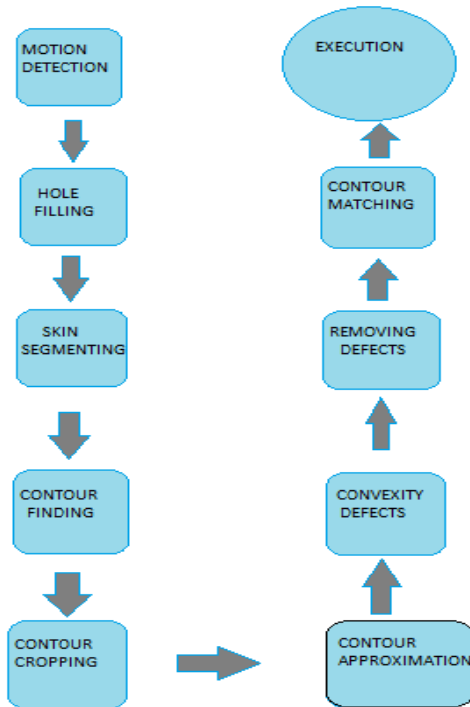 MOTION
DETECTION
HOLE
FILLING
SKIN
SEGMENTING
CONTOUR
FINDING
CONTOUR
CROPPING
CONTOUR
APPROXIMATION
CONVEXITY
DEFECTS
REMOVING
DEFECTS
CONTOUR
MATCHING
EXECUTION